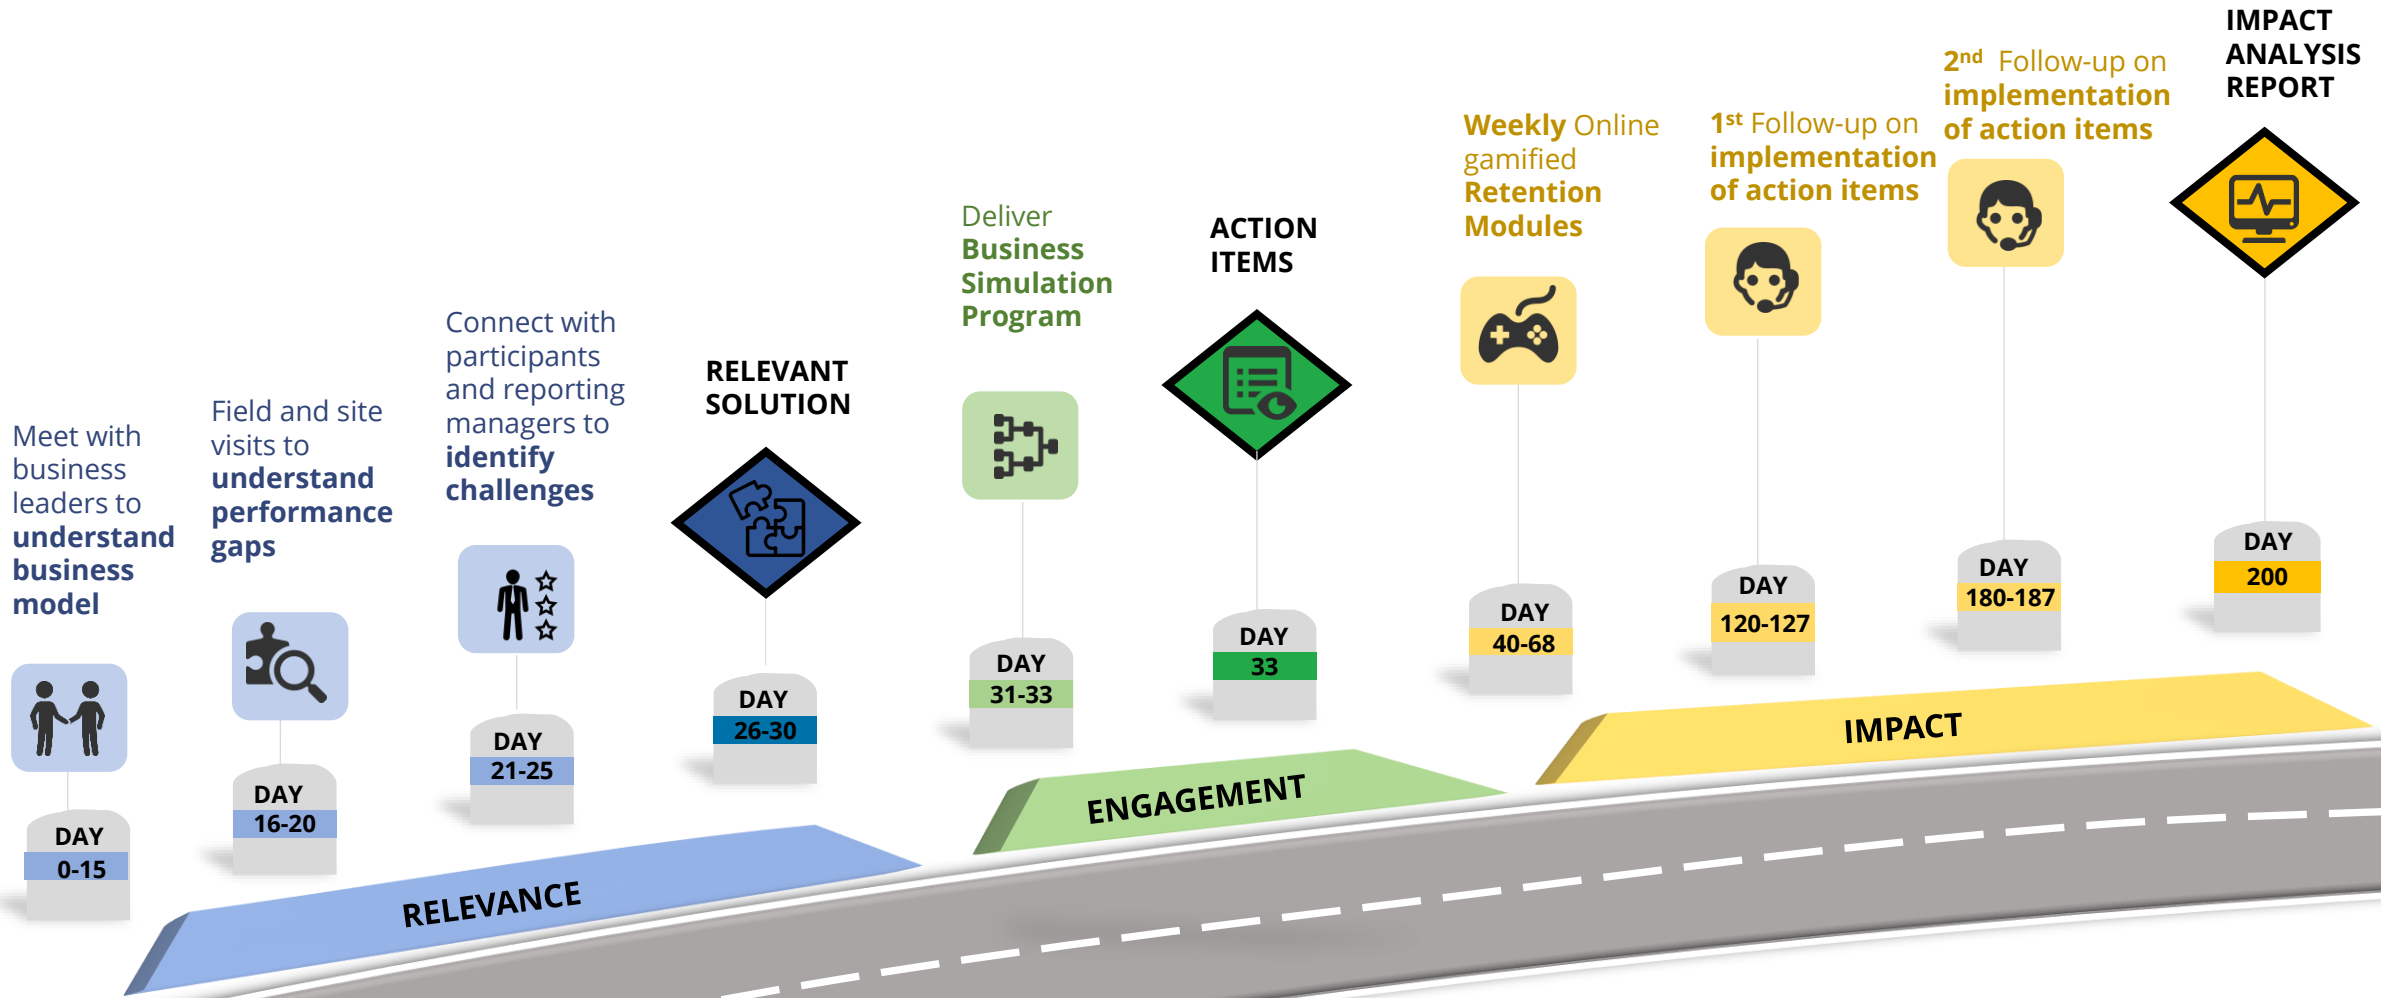 Meet with
business
leaders to
understand
business
model
DAY
0-15
Field and site
visits to
understand
performance
gaps
DAY
16-20
Connect with
participants
and reporting
managers to
identify
challenges
DAY
21-25
RELEVANT
SOLUTION
DAY
26-30
RELEVANCE
Deliver
Business
Simulation
Program
DAY
31-33
ACTION
ITEMS
DAY
33
ENGAGEMENT
Weekly Online
gamified
Retention
Modules
DAY
40-68
1st Follow-up on
implementation
of action items
DAY
120-127
2nd Follow-up on
implementation
of action items
DAY
180-187
IMPACT
ANALYSIS
REPORT
DAY
200
IMPACT